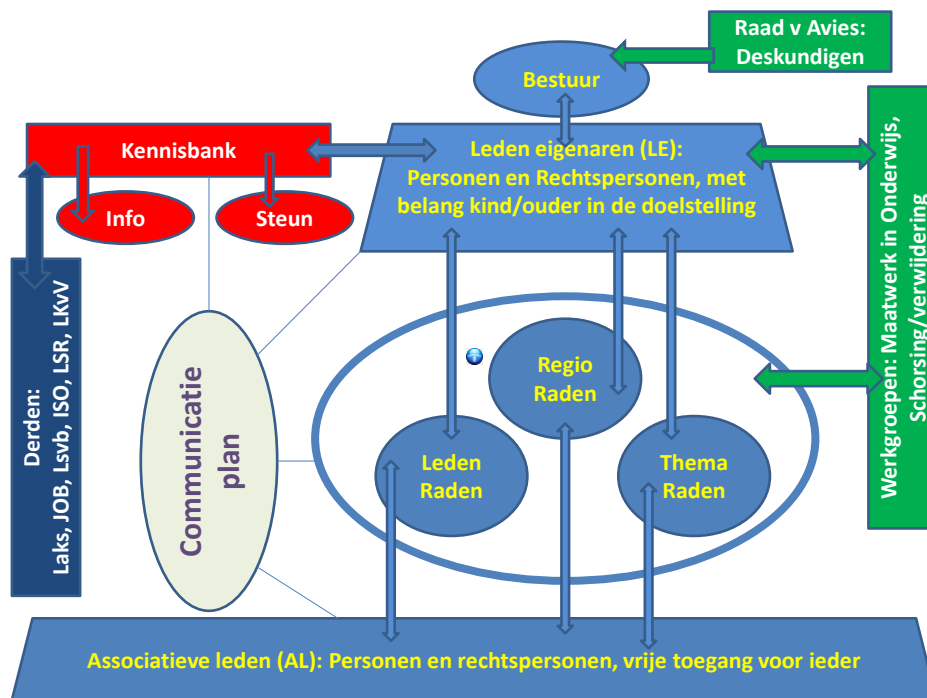 Raad v Avies:
Deskundigen
Bestuur
Kennisbank
Leden eigenaren (LE):
Personen en Rechtspersonen, met
belang kind/ouder in de doelstelling
Info
Steun
Derden:
Laks, JOB, Lsvb, ISO, LSR, LKvV
Communicatie
plan
Regio
Raden
Leden
Raden
Thema
Raden
Werkgroepen: Maatwerk in Onderwijs,
Schorsing/verwijdering
Associatieve leden (AL): Personen en rechtspersonen, vrije toegang voor ieder